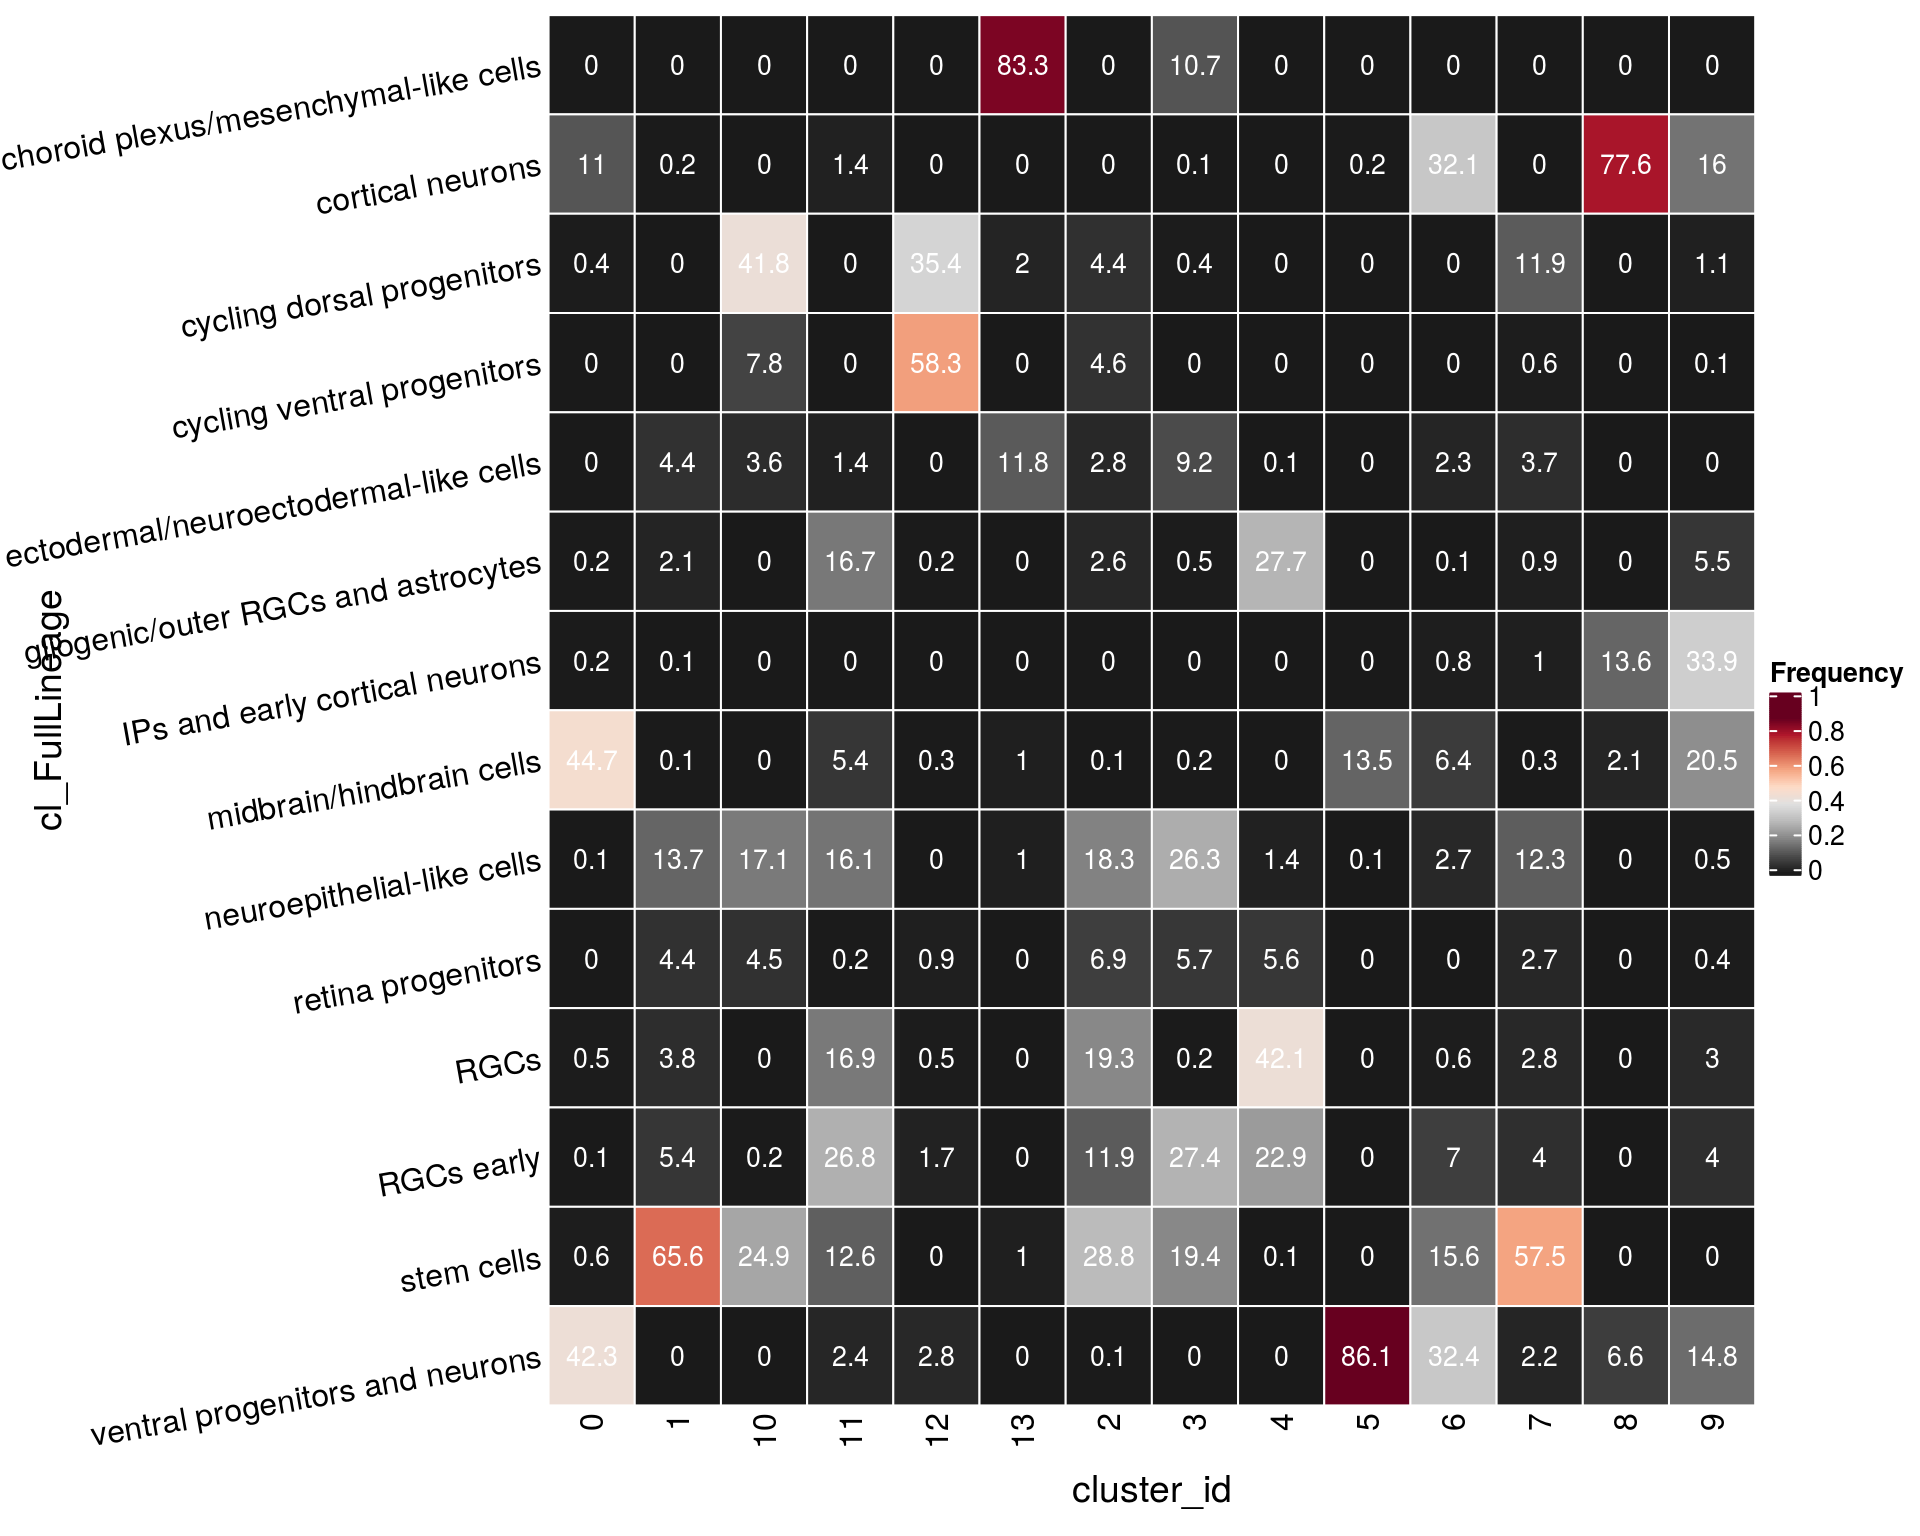 choroid plexus/mesenchymal-like cells 0 0 0 0 0 83.3 0 10.7 0 0 0 0 0 0
cortical neurons 11 0.2 0 1.4 0 0 0 0.1 0 0.2 32.1 0 77.6 16
cycling dorsal progenitors 0.4 0 41.8 0 35.4 2 4.4 0.4 0 0 0 11.9 0 1.1
cycling ventral progenitors 0 0 7.8 0 58.3 0 4.6 0 0 0 0 0.6 0 0.1
ectodermal/neuroectodermal-like cells 0 4.4 3.6 1.4 0 11.8 2.8 9.2 0.1 0 2.3 3.7 0 0
gliogenic/outer RGCs and astrocytes 0.2 2.1 0 16.7 0.2 0 2.6 0.5 27.7 0 0.1 0.9 0 5.5
IPs and early cortical neurons 0.2 0.1 0 0 0 0 0 0 0 0 0.8 1 13.6 33.9
midbrain/hindbrain cells 44.7 0.1 0 5.4 0.3 1 0.1 0.2 0 13.5 6.4 0.3 2.1 20.5
neuroepithelial-like cells 0.1 13.7 17.1 16.1 0 1 18.3 26.3 1.4 0.1 2.7 12.3 0 0.5
retina progenitors 0 4.4 4.5 0.2 0.9 0 6.9 5.7 5.6 0 0 2.7 0 0.4
RGCs 0.5 3.8 0 16.9 0.5 0 19.3 0.2 42.1 0 0.6 2.8 0 3
RGCs early 0.1 5.4 0.2 26.8 1.7 0 11.9 27.4 22.9 0 7 4 0 4
stem cells 0.6 65.6 24.9 12.6 0 1 28.8 19.4 0.1 0 15.6 57.5 0 0
ventral progenitors and neurons 42.3 0 0 2.4 2.8 0 0.1 0 0 86.1 32.4 2.2 6.6 14.8
0 1 10 11 12 13 2 3 4 5 6 7 8 9
cluster_id
cl_FullLineage
Frequency
1
0.8
0.6
0.4
0.2
0